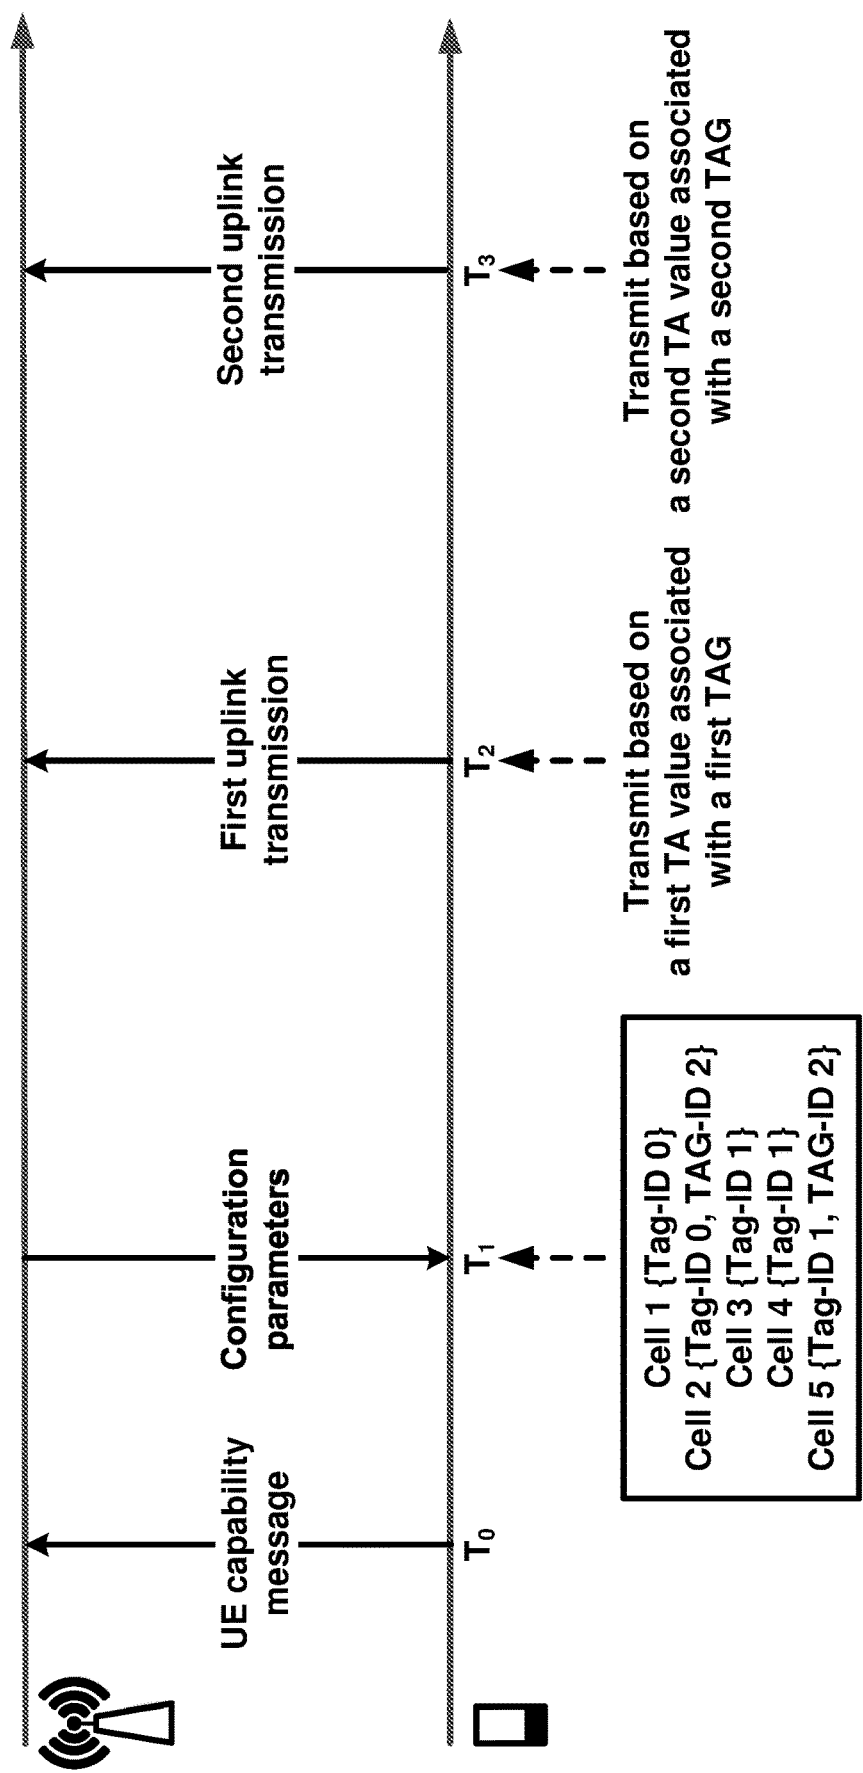 UE capability
message
Configuration
parameters
First uplink
transmission
Second uplink
transmission
T0
T1
T2
T3
Cell 1 {Tag-ID 0}
Cell 2 {Tag-ID 0, TAG-ID 2}
Cell 3 {Tag-ID 1}
Cell 4 {Tag-ID 1}
Cell 5 {Tag-ID 1, TAG-ID 2}
Transmit based on
a first TA value associated
with a first TAG
Transmit based on
a second TA value associated
with a second TAG